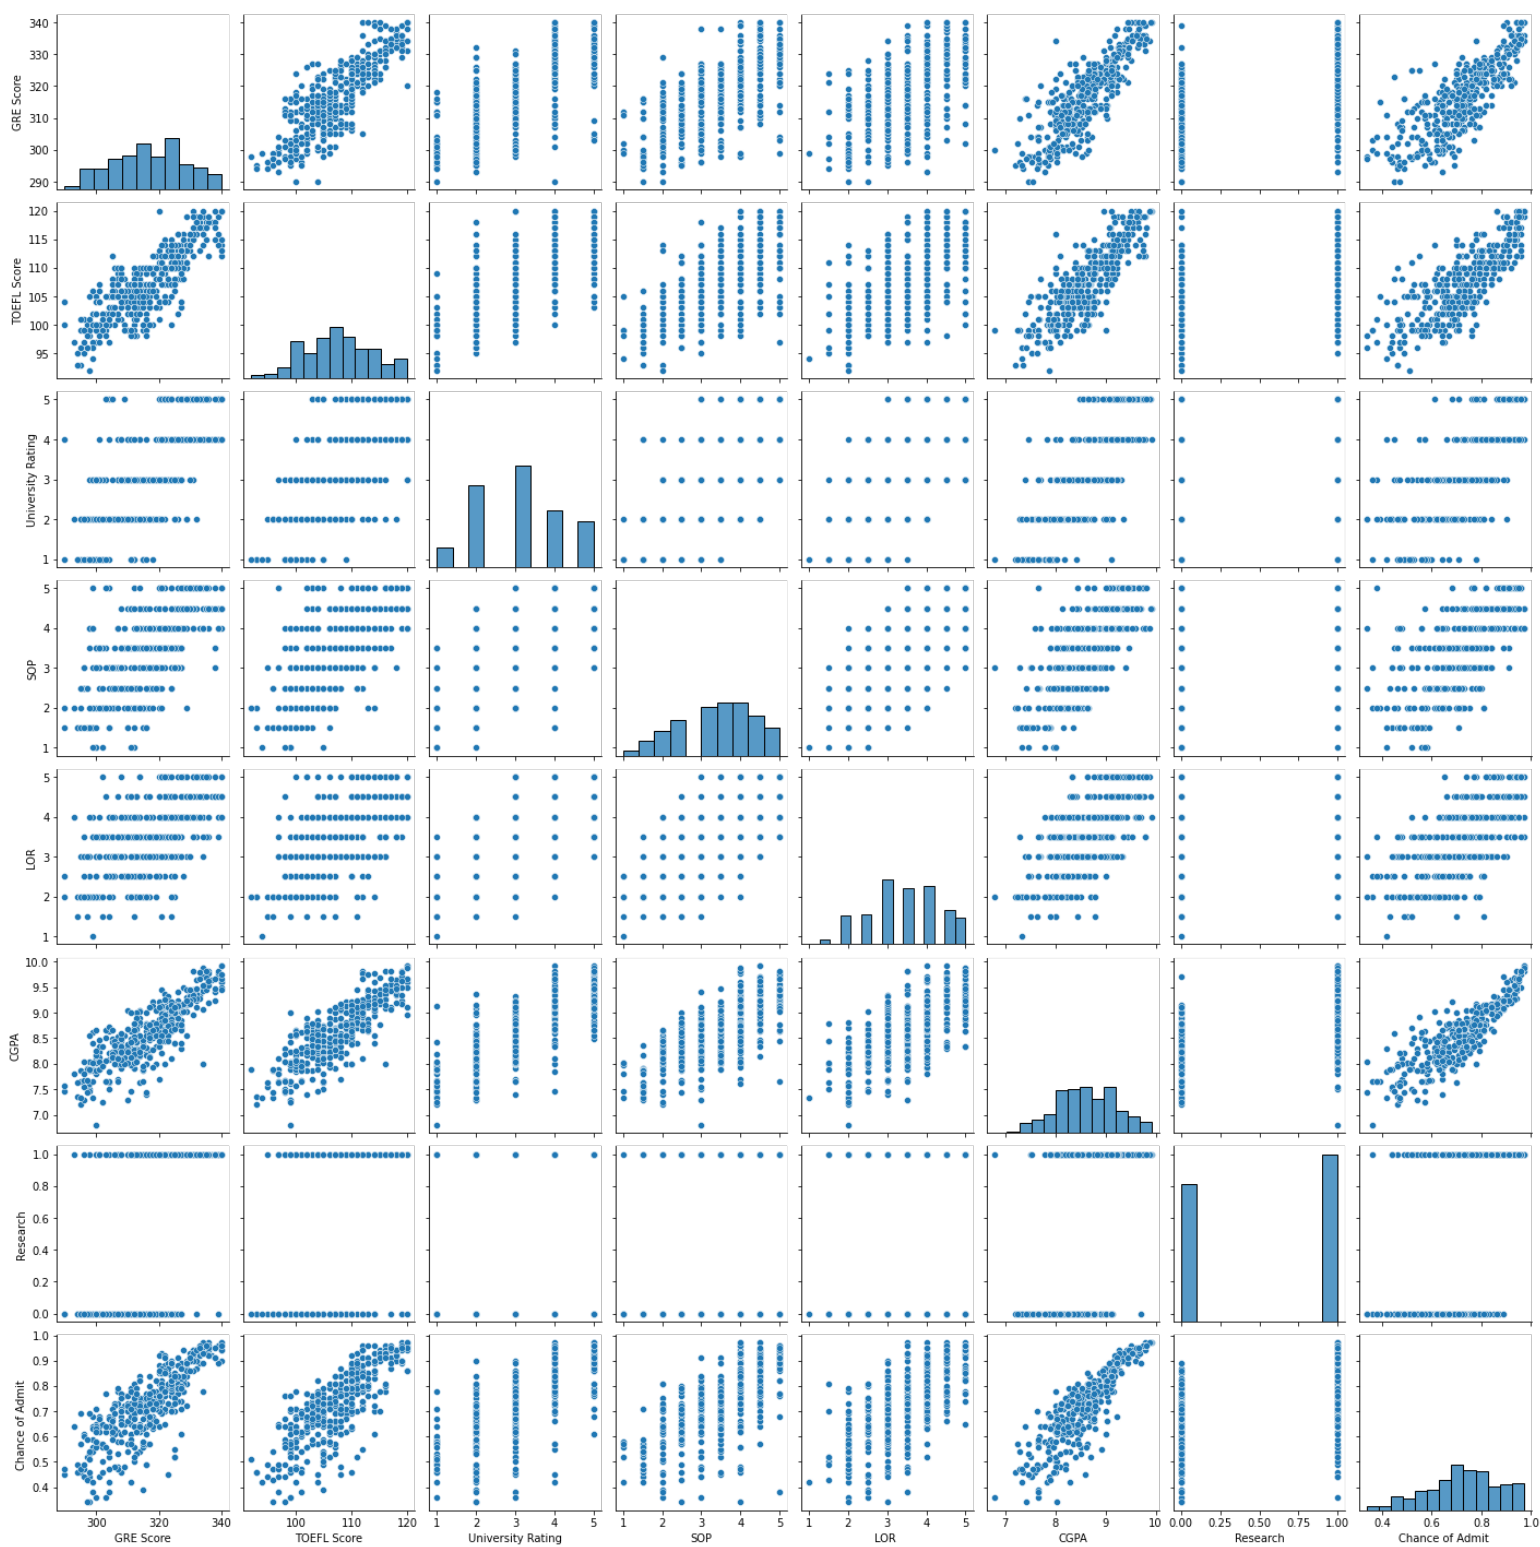 340
330
320
310
300
290
GRE Score
120
115
110
105
100
95
TOEFL Score
5
4
3
2
1
University Rating
5
4
3
2
1
SOP
5
4
3
2
1
LOR
10.0
9.5
9.0
8.5
8.0
7.5
7.0
CGPA
1.0
0.8
0.6
0.4
0.2
0.0
Research
1.0
0.9
0.8
0.7
0.6
0.5
0.4
Chance of Admit
300 320 340
GRE Score
100 110 120
TOEFL Score
1 2 3 4 5
University Rating
1 2 3 4 5
SOP
1 2 3 4 5
LOR
7 8 9 10
CGPA
0.00 0.25 0.50 0.75 1.00
Research
0.4 0.6 0.8 1.0
Chance of Admit